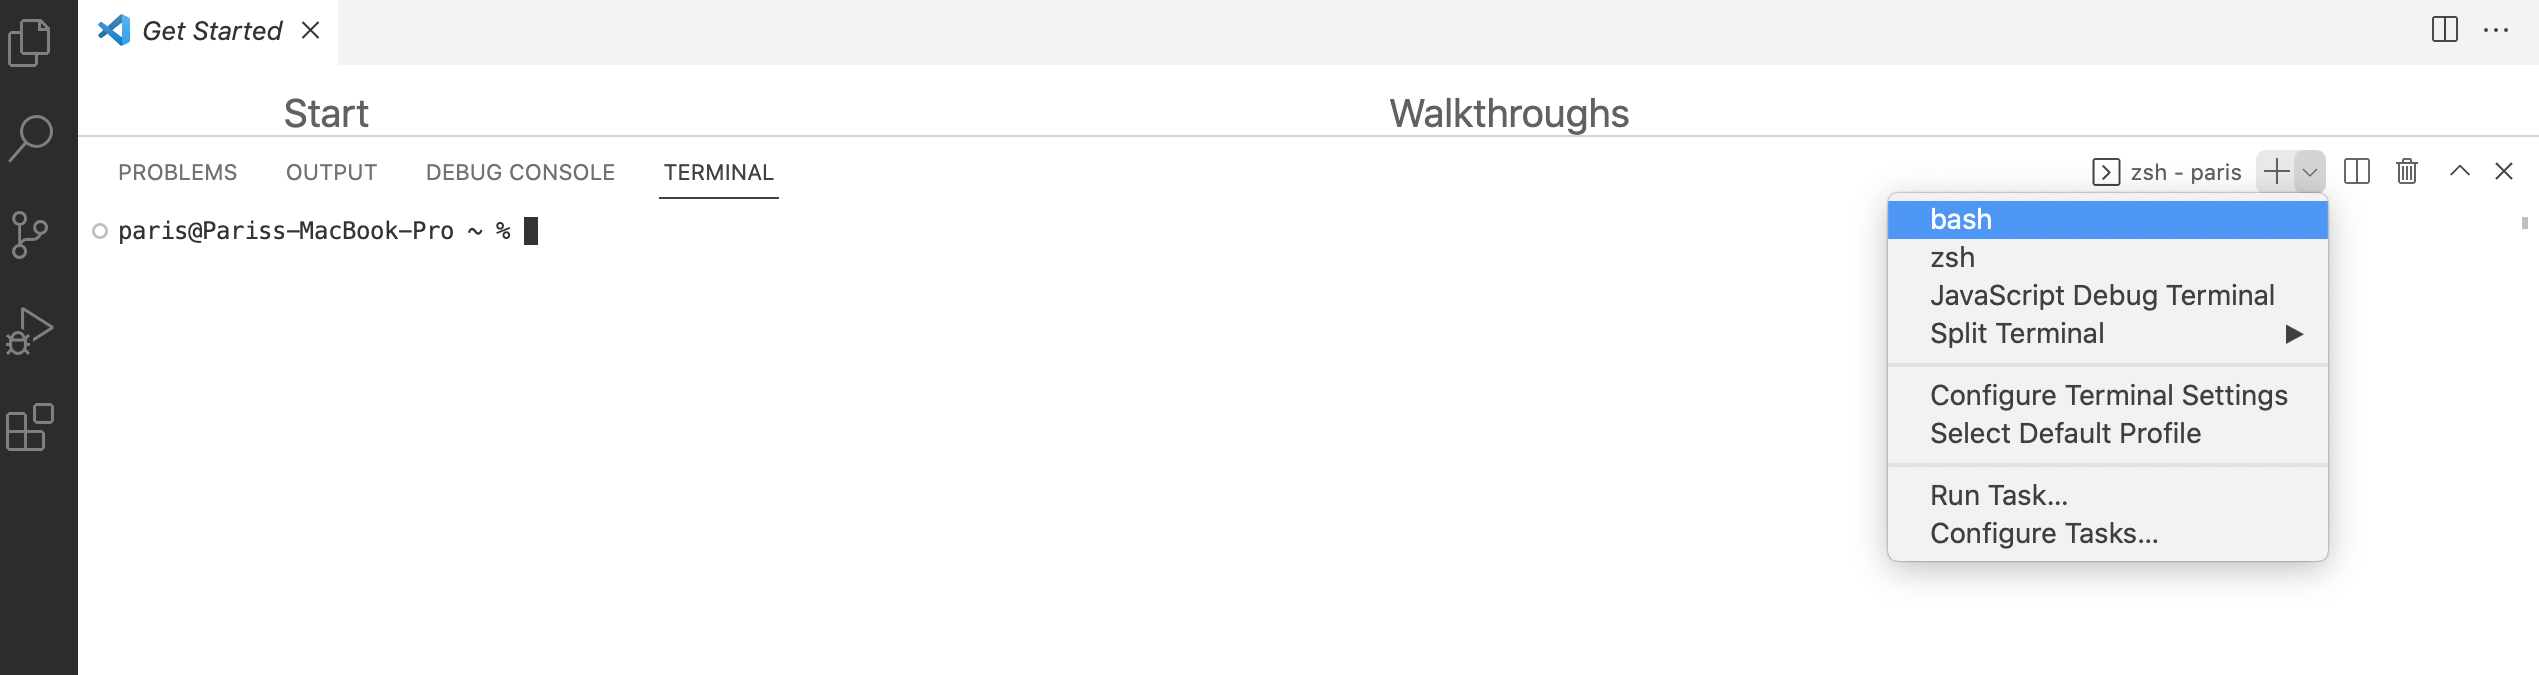 Get Started
Start Walkthroughs
PROBLEMS OUTPUT DEBUG CONSOLE TERMINAL zsh - paris
paris@Pariss-MacBook-Pro ~ %
bash
zsh
JavaScript Debug Terminal
Split Terminal
Configure Terminal Settings
Select Default Profile
Run Task...
Configure Tasks...